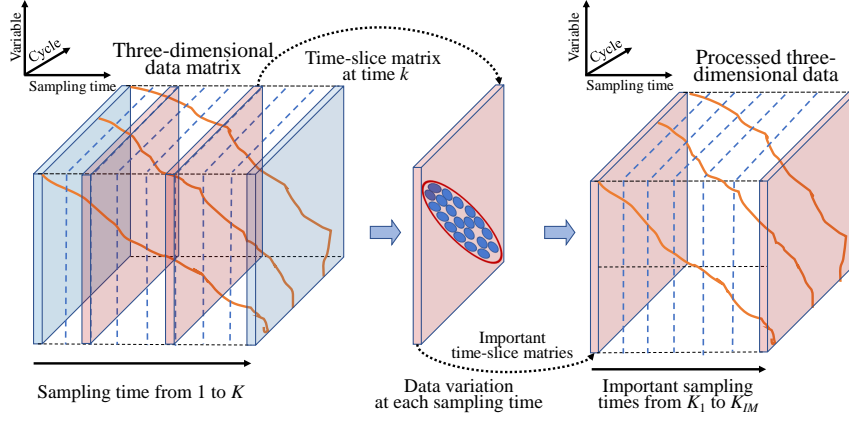 Variable
Cycle
Sampling time
Three-dimensional
data matrix
Time-slice matrix
at time k
Variable
Cycle
Sampling time
Processed three-
dimensional data
Important
time-slice matries
Sampling time from 1 to K
Data variation
at each sampling time
Important sampling
times from K₁ to K_IM